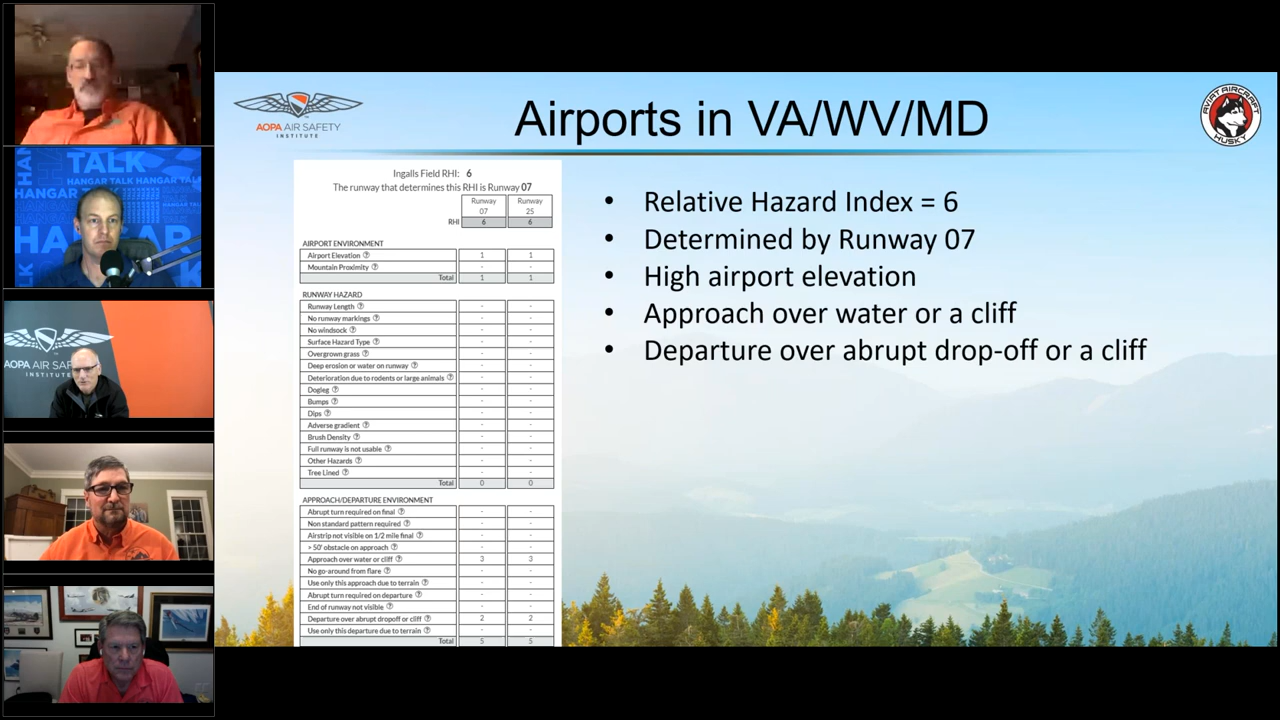 TALK
HANGAR TALK HANG
HANGAR
AOPA AIR SAFETY
INSTITUTE
AOPA AIR SAFETY
INSTITUTE
Airports in VA/WV/MD
AVIAT AIRCRAFT
HUSKY
Ingalls Field RHI: 6
The runway that determines this RHI is Runway 07
Runway 07 Runway 25
RHI 6 6
AIRPORT ENVIRONMENT
Airport Elevation ? 1 1
Mountain Proximity ? - -
Total 1 1
RUNWAY HAZARD
Runway Length ? - -
No runway markings ? - -
No windsock ? - -
Surface Hazard Type ? - -
Overgrown grass ? - -
Deep erosion or water on runway ? - -
Deterioration due to rodents or large animals ? - -
Dogleg ? - -
Bumps ? - -
Dips ? - -
Adverse gradient ? - -
Brush Density ? - -
Full runway is not usable ? - -
Other Hazards ? - -
Tree Lined ? - -
Total 0 0
APPROACH/DEPARTURE ENVIRONMENT
Abrupt turn required on final ? - -
Non standard pattern required ? - -
Airstrip not visible on 1/2 mile final ? - -
> 50' obstacle on approach ? - -
Approach over water or cliff ? 3 3
No go-around from flare ? - -
Use only this approach due to terrain ? - -
Abrupt turn required on departure ? - -
End of runway not visible ? - -
Departure over abrupt dropoff or cliff ? 2 2
Use only this departure due to terrain ? - -
Total 5 5
• Relative Hazard Index = 6
• Determined by Runway 07
• High airport elevation
• Approach over water or a cliff
• Departure over abrupt drop-off or a cliff